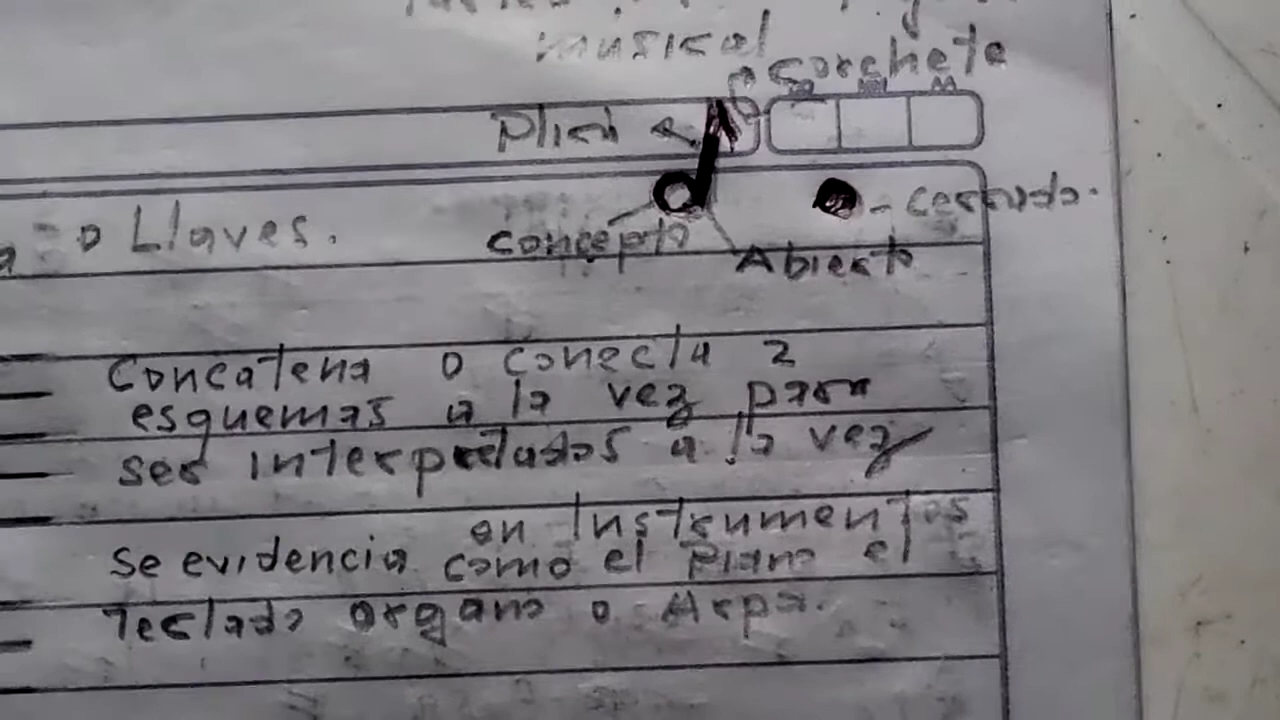 musical
Corchete
Plica
cerrado.
o Llaves.
concepto
Abierto
Concatena o conecta 2
esquemas a la vez para
ser interpretados a la vez
en Instrumentos
se evidencia como el Piano el
Teclado organo o Arpa.